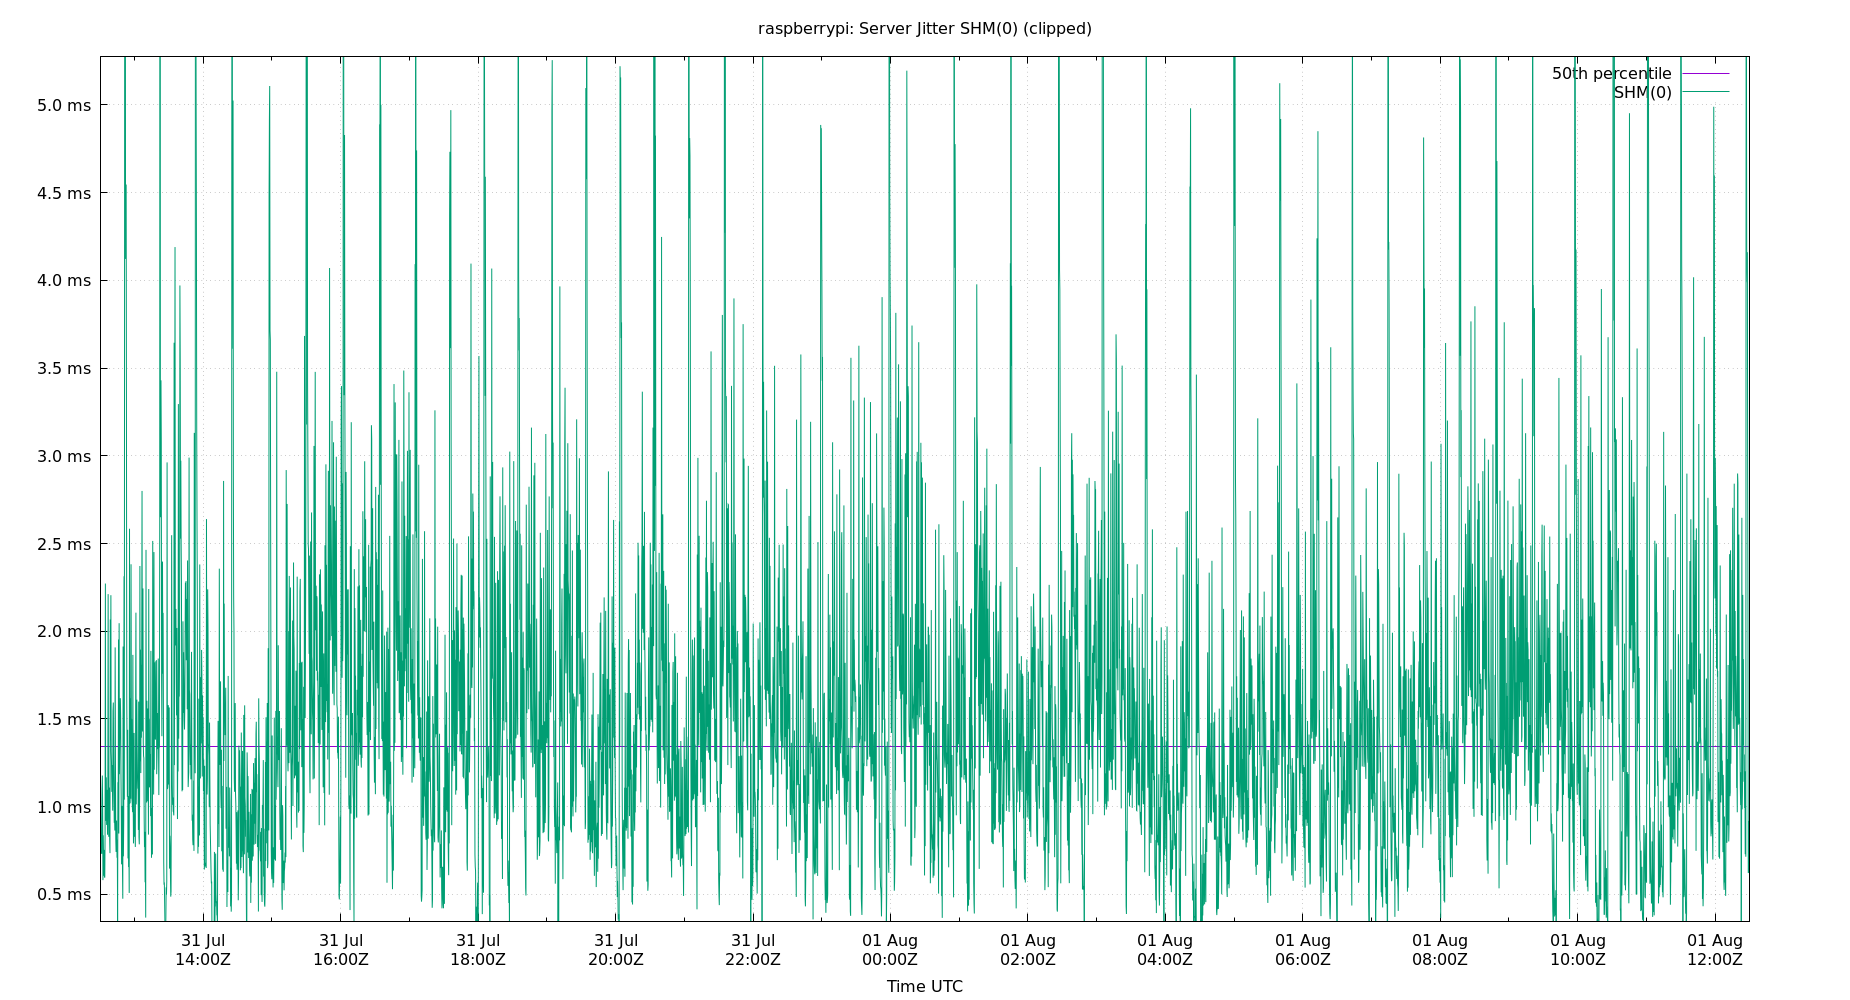 raspberrypi: Server Jitter SHM(0) (clipped)
50th percentile
SHM(0)
5.0 ms
4.5 ms
4.0 ms
3.5 ms
3.0 ms
2.5 ms
2.0 ms
1.5 ms
1.0 ms
0.5 ms
31 Jul 31 Jul 31 Jul 31 Jul 31 Jul 01 Aug 01 Aug 01 Aug 01 Aug 01 Aug 01 Aug 01 Aug
14:00Z 16:00Z 18:00Z 20:00Z 22:00Z 00:00Z 02:00Z 04:00Z 06:00Z 08:00Z 10:00Z 12:00Z
Time UTC